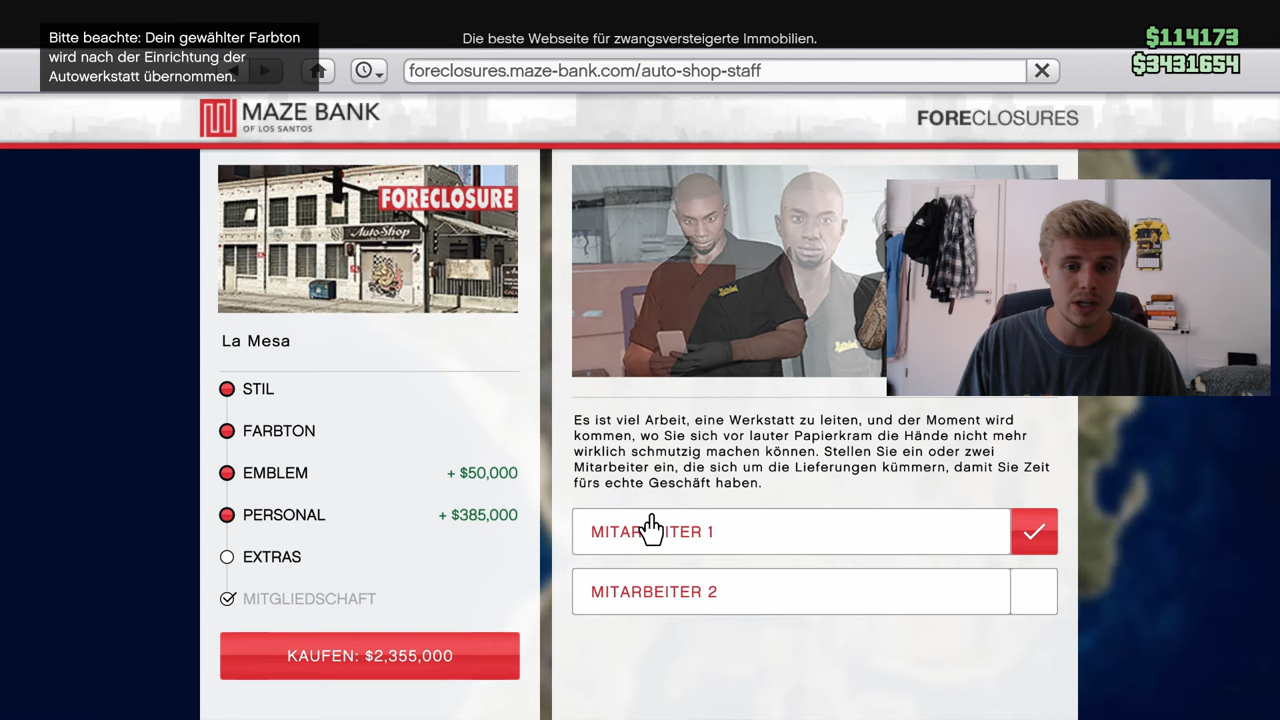 Bitte beachte: Dein gewählter Farbton
wird nach der Einrichtung der
Autowerkstatt übernommen.
Die beste Webseite für zwangsversteigerte Immobilien.
$114173
$3431654
foreclosures.maze-bank.com/auto-shop-staff
MAZE BANK
OF LOS SANTOS
FORECLOSURES
FORECLOSURE
Auto Shop
La Mesa
STIL
FARBTON
EMBLEM + $50,000
PERSONAL + $385,000
EXTRAS
MITGLIEDSCHAFT
KAUFEN: $2,355,000
Es ist viel Arbeit, eine Werkstatt zu leiten, und der Moment wird
kommen, wo Sie sich vor lauter Papierkram die Hände nicht mehr
wirklich schmutzig machen können. Stellen Sie ein oder zwei
Mitarbeiter ein, die sich um die Lieferungen kümmern, damit Sie Zeit
fürs echte Geschäft haben.
MITARBEITER 1
MITARBEITER 2